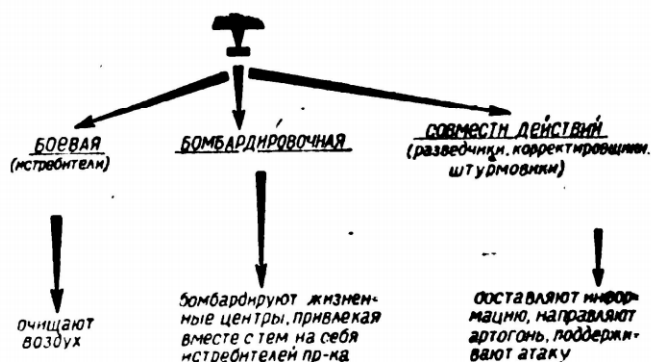 БОЕВАЯ
(истребители)
БОМБАРДИРОВОЧНАЯ
СОВМЕСТН ДЕЙСТВИЙ
(разведчики, корректировщики,
штурмовики)
очищают
воздух
бомбардируют жизнен-
ные центры, привлекая
вместе с тем на себя
истребителей пр-ка
доставляют инфор-
мацию, направляют
артогонь, поддержи-
вают атаку